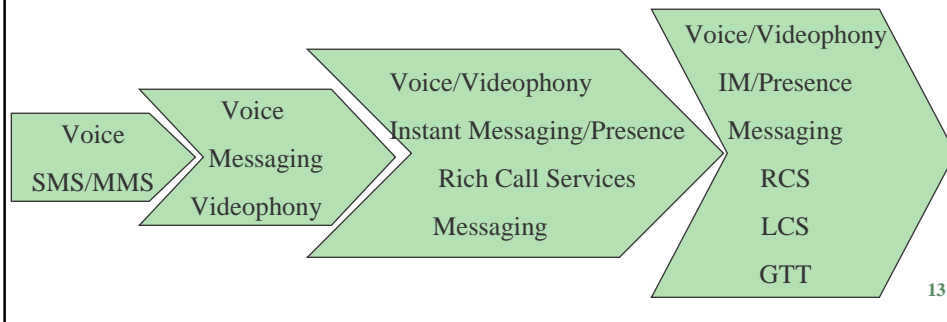 Voice
SMS/MMS
Voice
Messaging
Videophony
Voice/Videophony
Instant Messaging/Presence
Rich Call Services
Messaging
Voice/Videophony
IM/Presence
Messaging
RCS
LCS
GTT
13